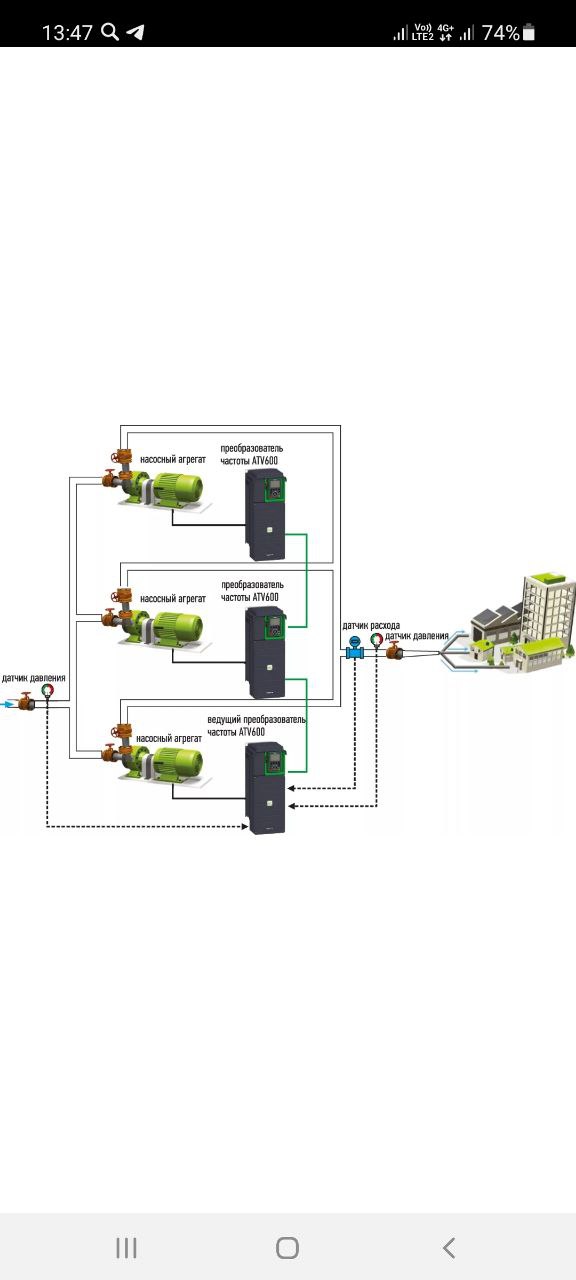 13:47
Vo)) 4G+
LTE2
74%
преобразователь
насосный агрегат
частоты ATV600
преобразователь
насосный агрегат
частоты ATV600
датчик расхода
датчик давления
датчик давления
ведущий преобразователь
насосный агрегат
частоты ATV600